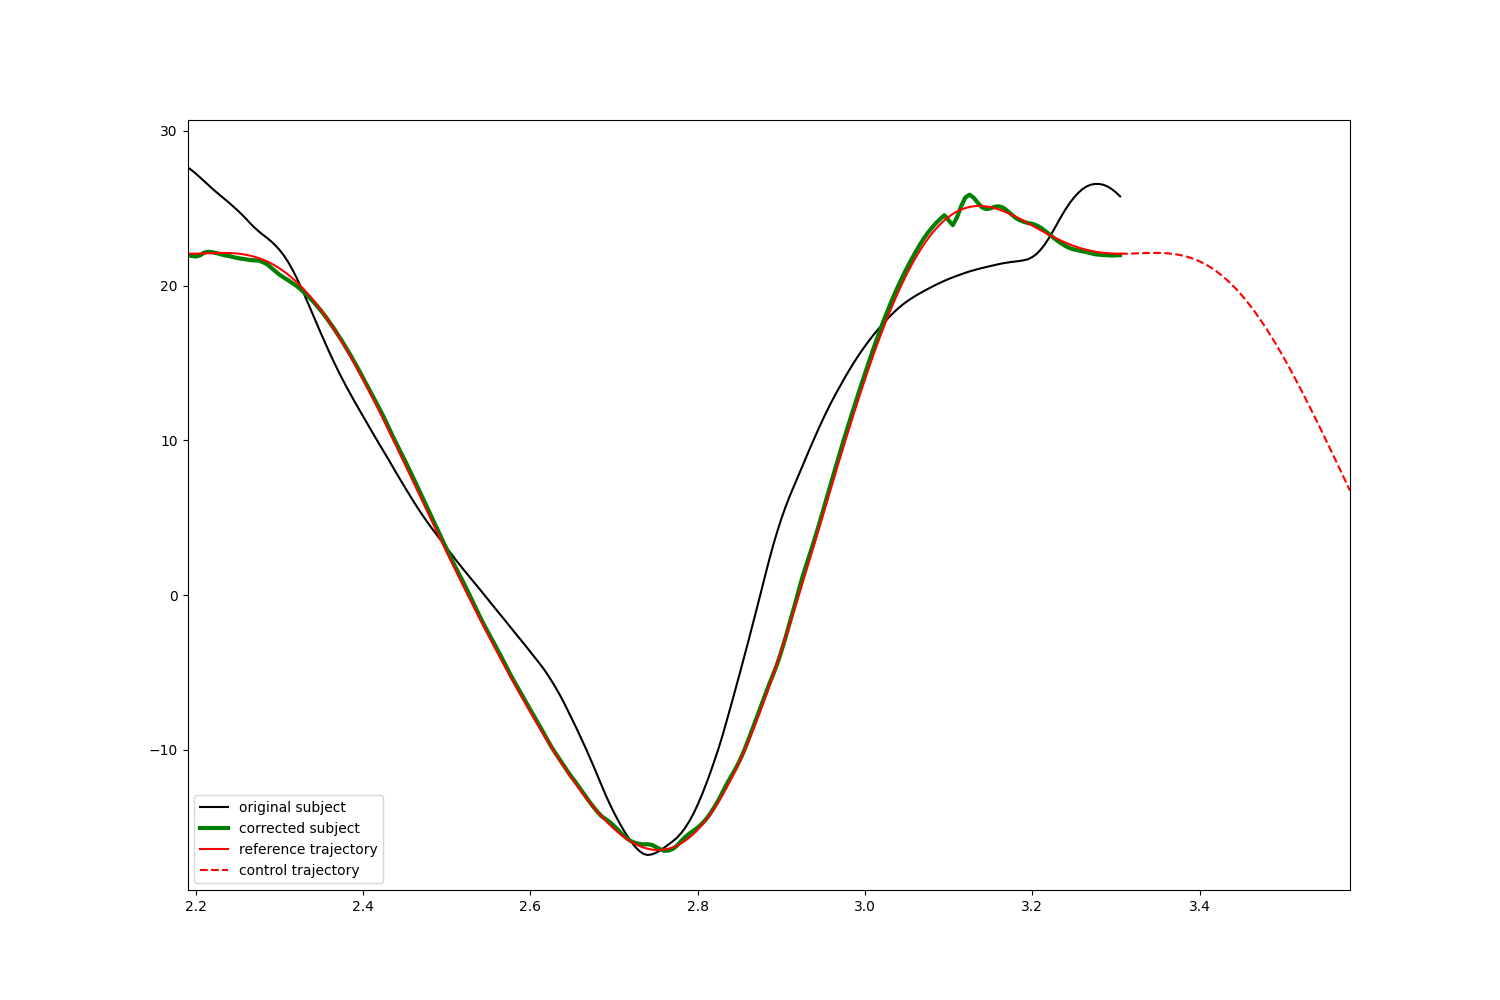 30
20
10
0
−10
original subject
corrected subject
reference trajectory
control trajectory
2.2 2.4 2.6 2.8 3.0 3.2 3.4